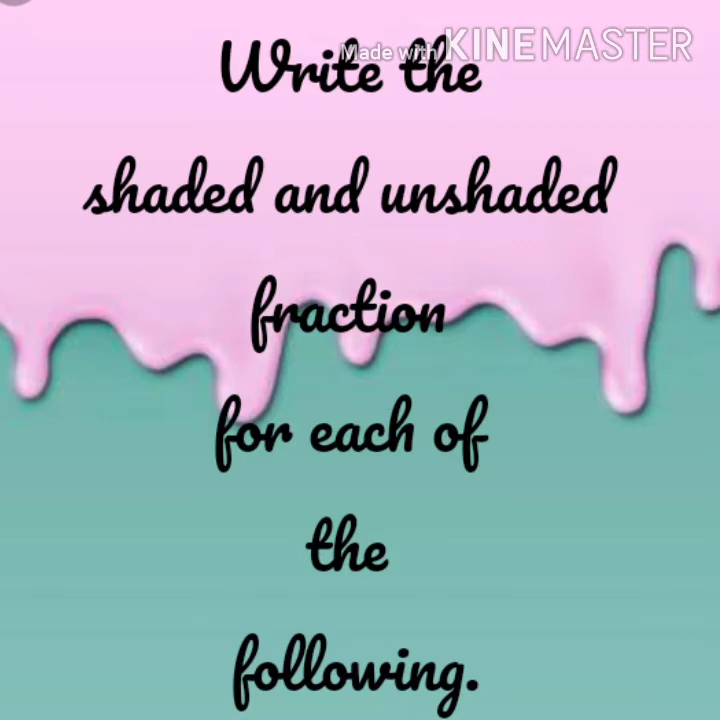 Made with KINEMASTER
Write the
shaded and unshaded
fraction
for each of
the
following.